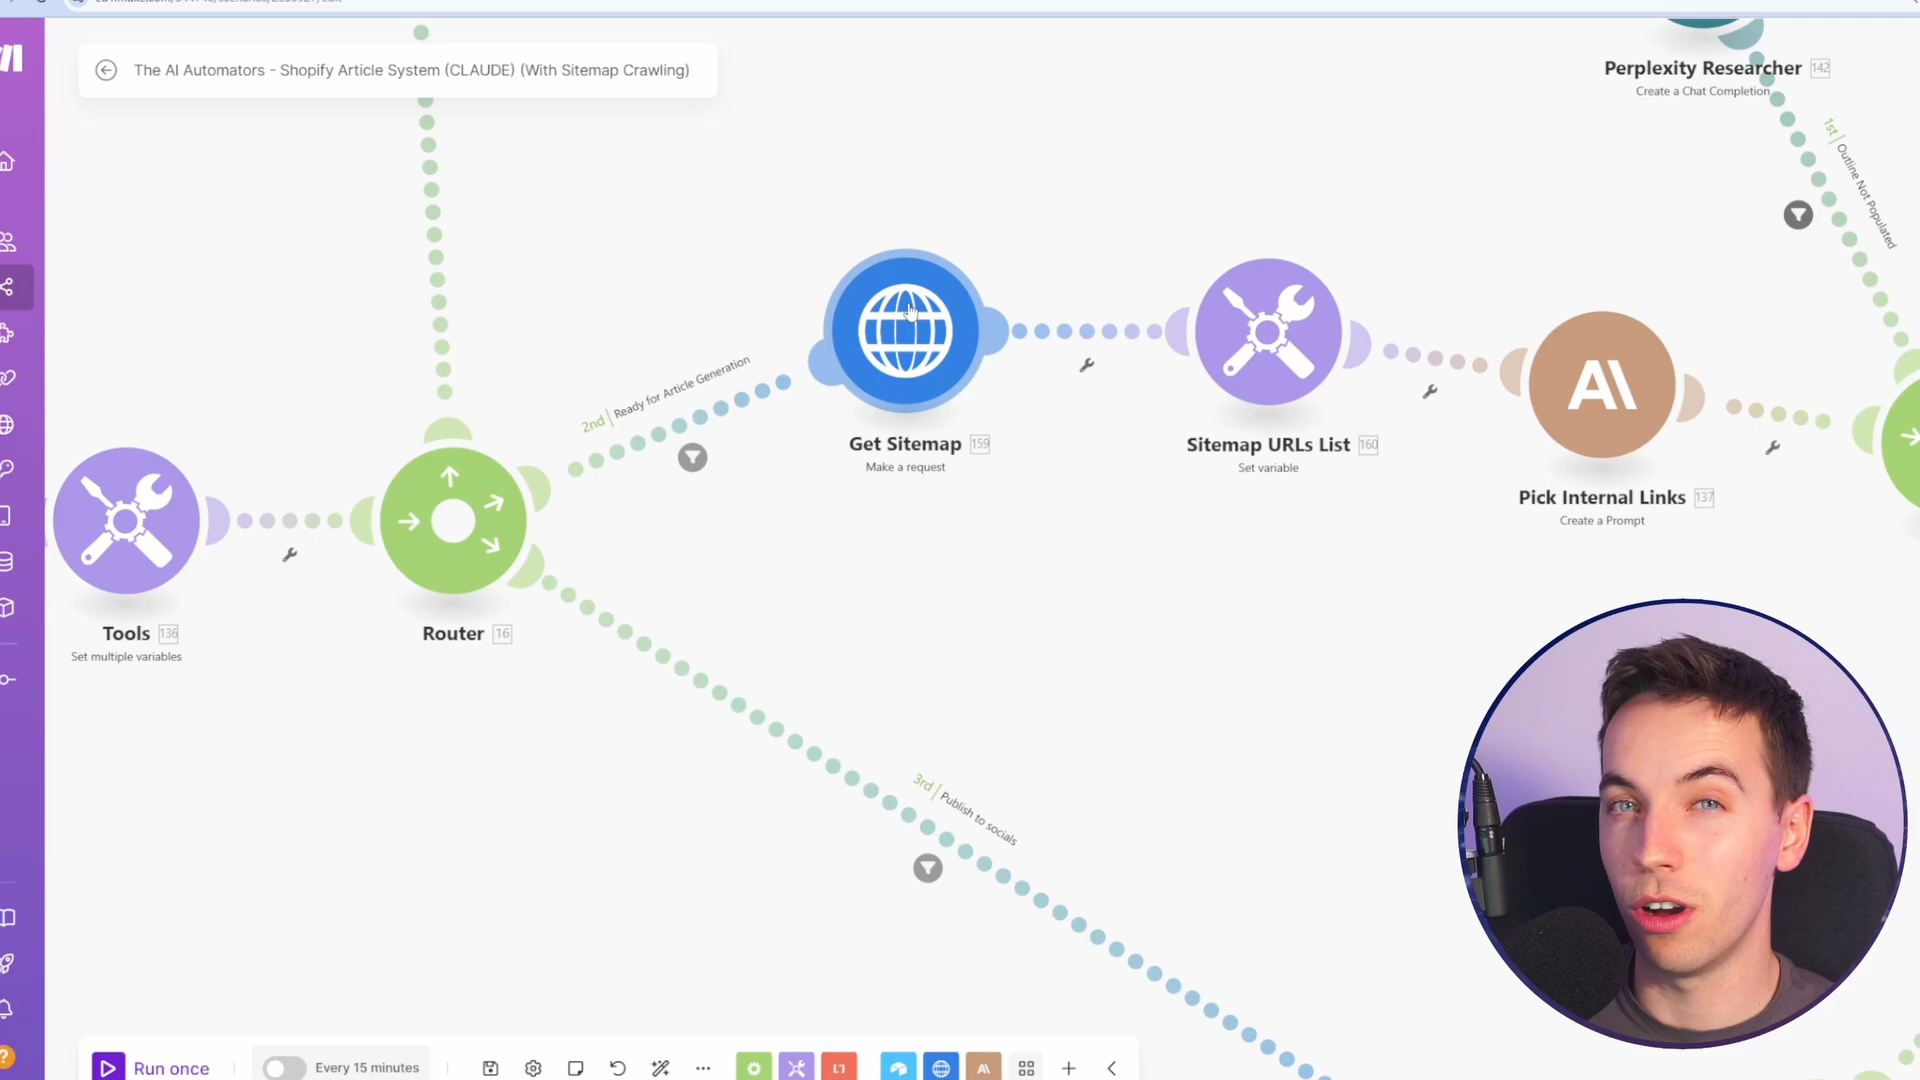 The AI Automators - Shopify Article System (CLAUDE) (With Sitemap Crawling)
Perplexity Researcher 142
Create a Chat Completion
1st | Outline Not Populated
2nd | Ready for Article Generation
Get Sitemap 159
Make a request
Sitemap URLs List 160
Set variable
Pick Internal Links 137
Create a Prompt
Tools 136
Set multiple variables
Router 16
3rd | Publish to socials
Run once
Every 15 minutes